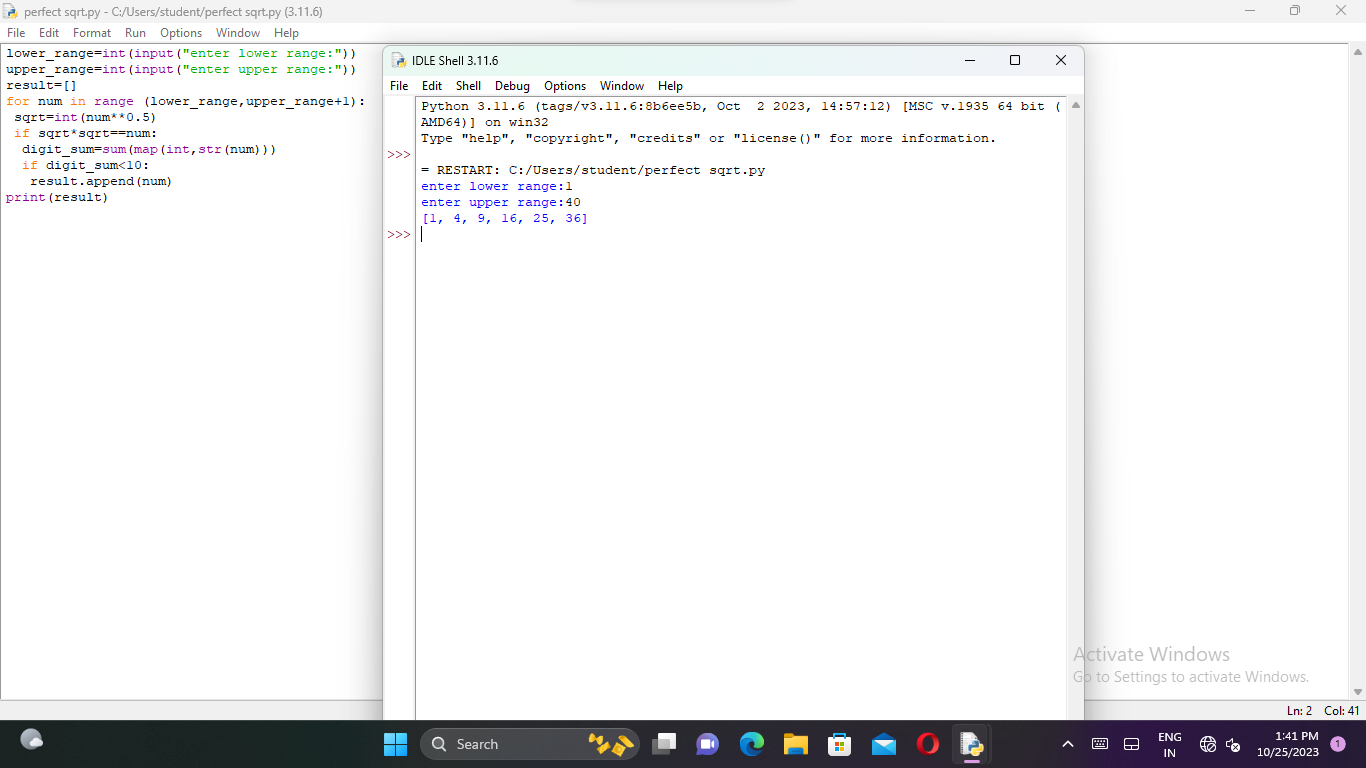 perfect sqrt.py - C:/Users/student/perfect sqrt.py (3.11.6)
File Edit Format Run Options Window Help
lower_range=int(input("enter lower range:"))
upper_range=int(input("enter upper range:"))
result=[]
for num in range (lower_range,upper_range+1):
 sqrt=int(num**0.5)
 if sqrt*sqrt==num:
  digit_sum=sum(map(int,str(num)))
  if digit_sum<10:
   result.append(num)
print(result)
IDLE Shell 3.11.6
File Edit Shell Debug Options Window Help
Python 3.11.6 (tags/v3.11.6:8b6ee5b, Oct  2 2023, 14:57:12) [MSC v.1935 64 bit (
AMD64)] on win32
Type "help", "copyright", "credits" or "license()" for more information.
>>>
= RESTART: C:/Users/student/perfect sqrt.py
enter lower range:1
enter upper range:40
[1, 4, 9, 16, 25, 36]
>>>
Activate Windows
Go to Settings to activate Windows.
Ln: 2 Col: 41
Search
ENG
IN
1:41 PM
10/25/2023
1